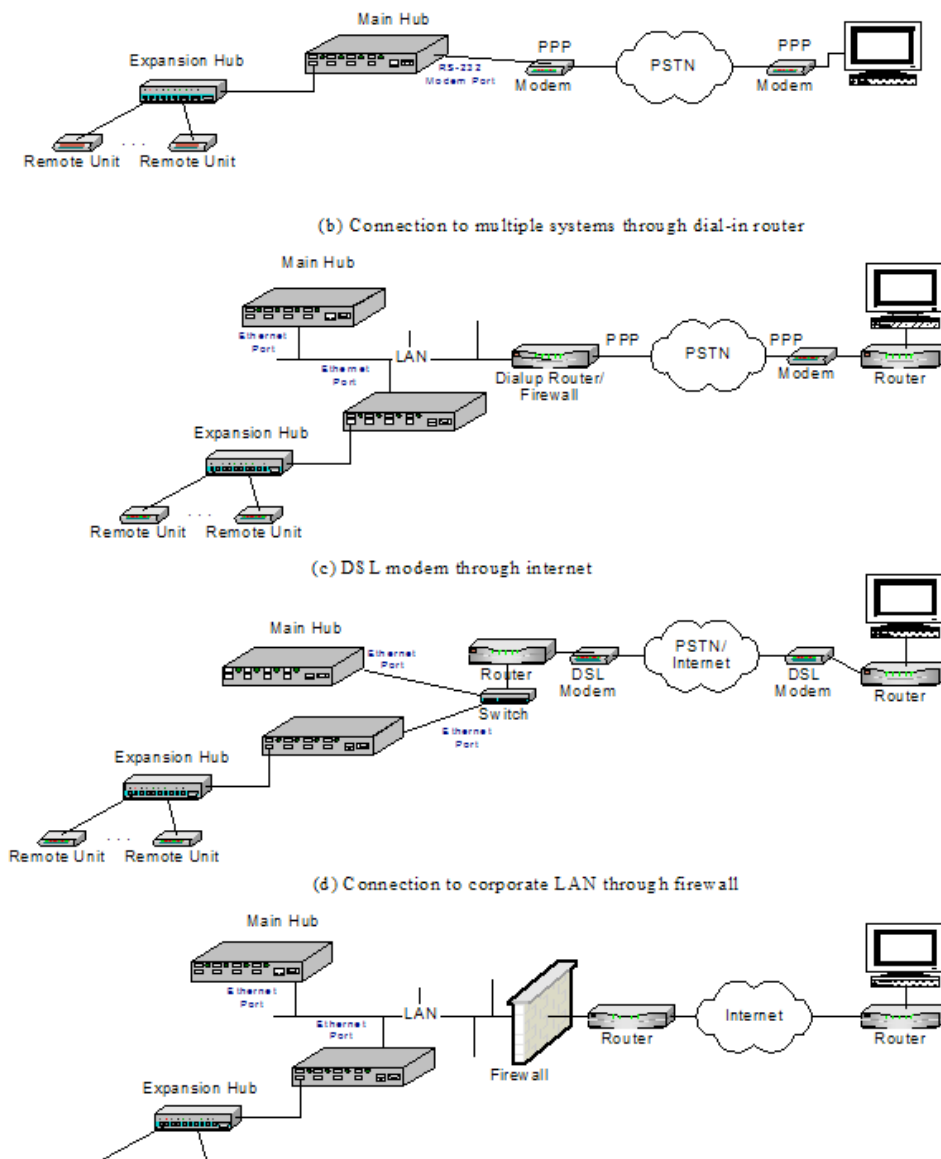 Main Hub
PPP
PPP
Expansion Hub
RS-232
Modem Port
PSTN
Modem
Modem
. . .
Remote Unit
Remote Unit
(b) Connection to multiple systems through dial-in router
Main Hub
Ethernet
Port
LAN
PPP
PSTN
PPP
Ethernet
Port
Dialup Router/
Firewall
Modem
Router
Expansion Hub
. . .
Remote Unit
Remote Unit
(c) DSL modem through internet
Main Hub
Ethernet
Port
PSTN/
Internet
Router
DSL
Modem
DSL
Modem
Router
Switch
Ethernet
Port
Expansion Hub
. . .
Remote Unit
Remote Unit
(d) Connection to corporate LAN through firewall
Main Hub
Ethernet
Port
LAN
Internet
Ethernet
Port
Router
Router
Firewall
Expansion Hub